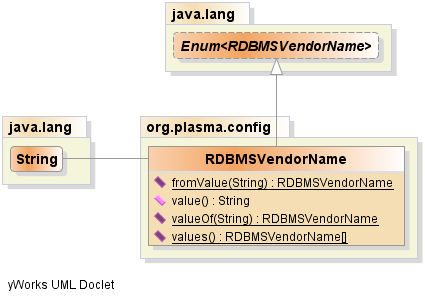 java.lang
Enum<RDBMSVendorName>
java.lang
String
org.plasma.config
RDBMSVendorName
fromValue(String) : RDBMSVendorName
value() : String
valueOf(String) : RDBMSVendorName
values() : RDBMSVendorName[]
yWorks UML Doclet